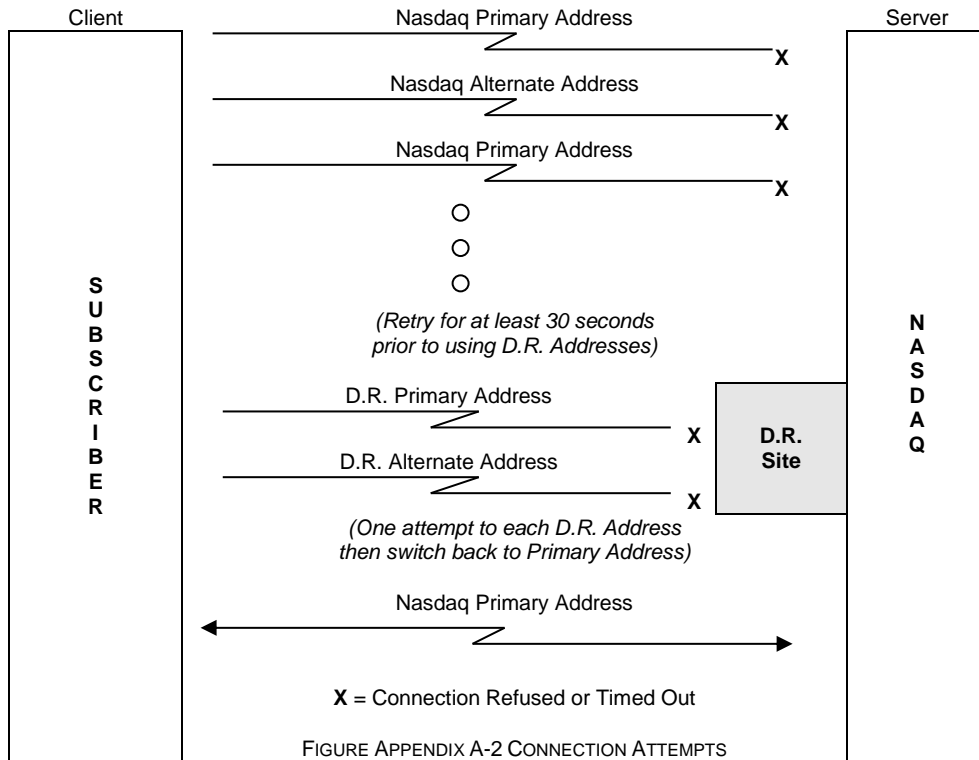 Client
Nasdaq Primary Address
Server
X
Nasdaq Alternate Address
X
Nasdaq Primary Address
X
SUBSCRIBER
(Retry for at least 30 seconds
prior to using D.R. Addresses)
NASDAQ
D.R. Primary Address
X
D.R.
Site
D.R. Alternate Address
X
(One attempt to each D.R. Address
then switch back to Primary Address)
Nasdaq Primary Address
X = Connection Refused or Timed Out
FIGURE APPENDIX A-2 CONNECTION ATTEMPTS